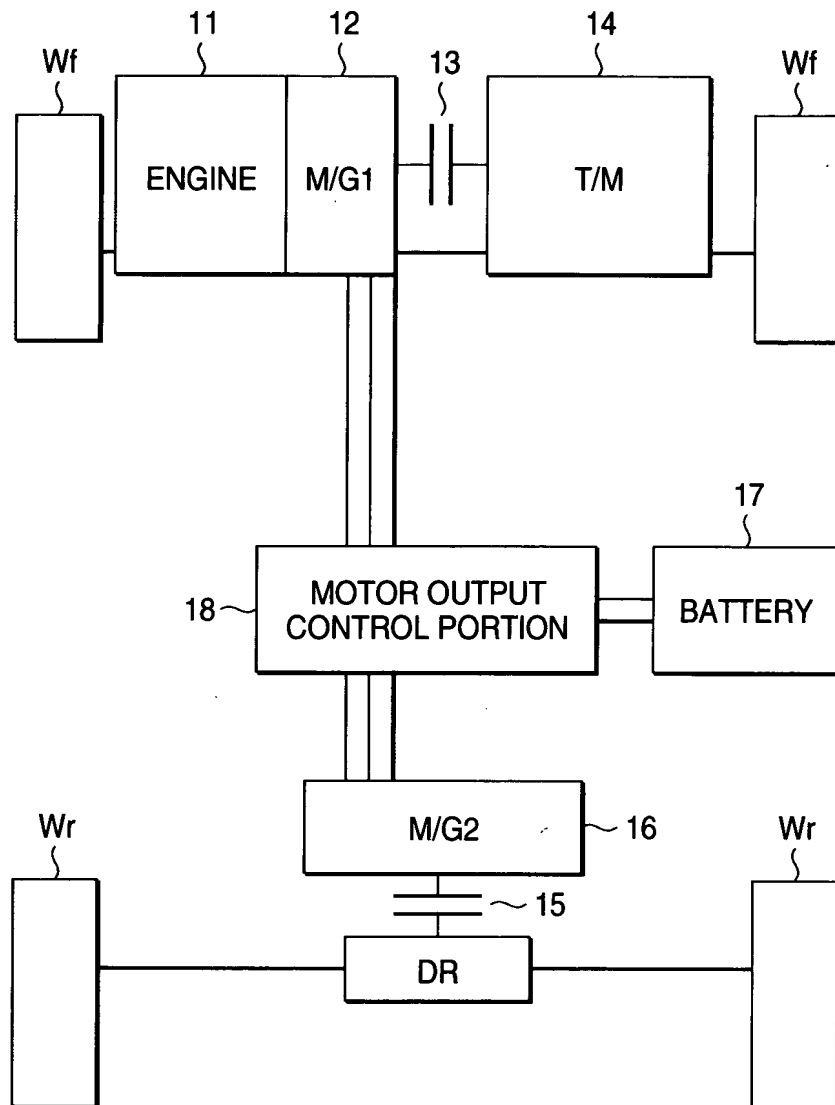 11
12
14
Wf
13
Wf
ENGINE
M/G1
T/M
17
18
MOTOR OUTPUT
CONTROL PORTION
BATTERY
Wr
M/G2
16
Wr
15
DR